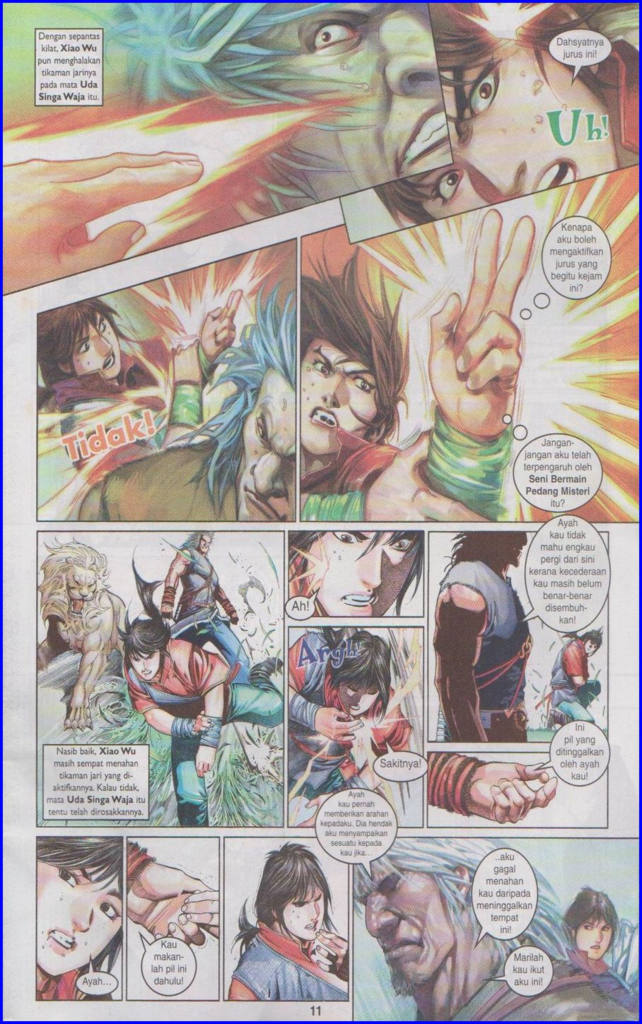 Dengan sepantas
kilat, Xiao Wu
pun menghalakan
tikaman jarinya
pada mata Uda
Singa Waja itu.
Dahsyatnya
jurus ini!
Uh!
Kenapa
aku boleh
mengaktifkan
jurus yang
begitu kejam
ini?
Tidak!
Jangan-
jangan aku telah
terpengaruh oleh
Seni Bermain
Pedang Misteri
itu?
Nasib baik, Xiao Wu
masih sempat menahan
tikaman jari yang di-
aktifkannya. Kalau tidak,
mata Uda Singa Waja itu
tentu telah dirosakkannya.
Ah!
Argh!
Sakitnya!
Ayah
kau tidak
mahu engkau
pergi dari sini
kerana kecederaan
kau masih belum
benar-benar
disembuh-
kan!
Ini
pil yang
ditinggalkan
oleh ayah
kau!
Ayah...
Kau
makan-
lah pil ini
dahulu!
Ayah
kau pernah
memberikan arahan
kepadaku. Dia hendak
aku menyampaikan
sesuatu kepada
kau jika...
..aku
gagal
menahan
kau daripada
meninggalkan
tempat
ini!
Marilah
kau ikut
aku ini!
11